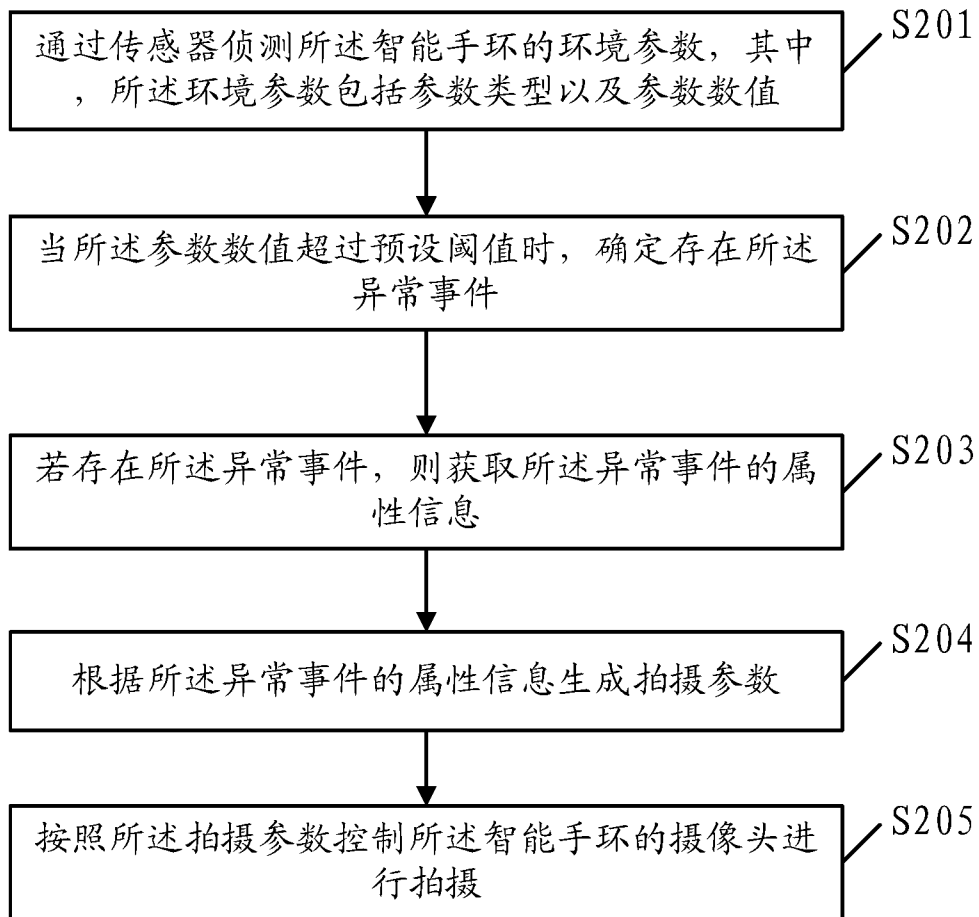 通过传感器侦测所述智能手环的环境参数，其中
，所述环境参数包括参数类型以及参数数值
S201
当所述参数数值超过预设阈值时，确定存在所述
异常事件
S202
若存在所述异常事件，则获取所述异常事件的属
性信息
S203
根据所述异常事件的属性信息生成拍摄参数
S204
按照所述拍摄参数控制所述智能手环的摄像头进
行拍摄
S205